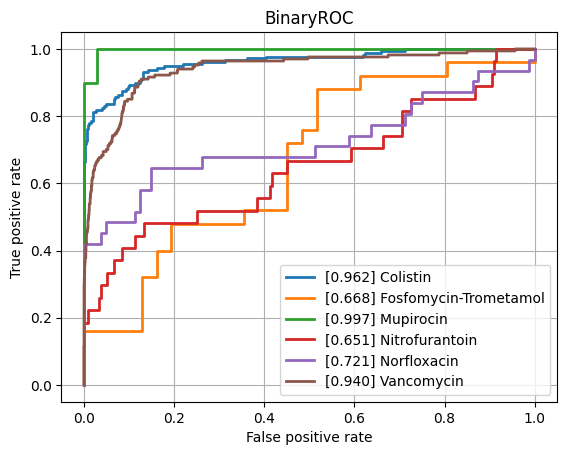 BinaryROC
True positive rate
1.0
0.8
0.6
0.4
0.2
0.0
[0.962] Colistin
[0.668] Fosfomycin-Trometamol
[0.997] Mupirocin
[0.651] Nitrofurantoin
[0.721] Norfloxacin
[0.940] Vancomycin
0.0 0.2 0.4 0.6 0.8 1.0
False positive rate